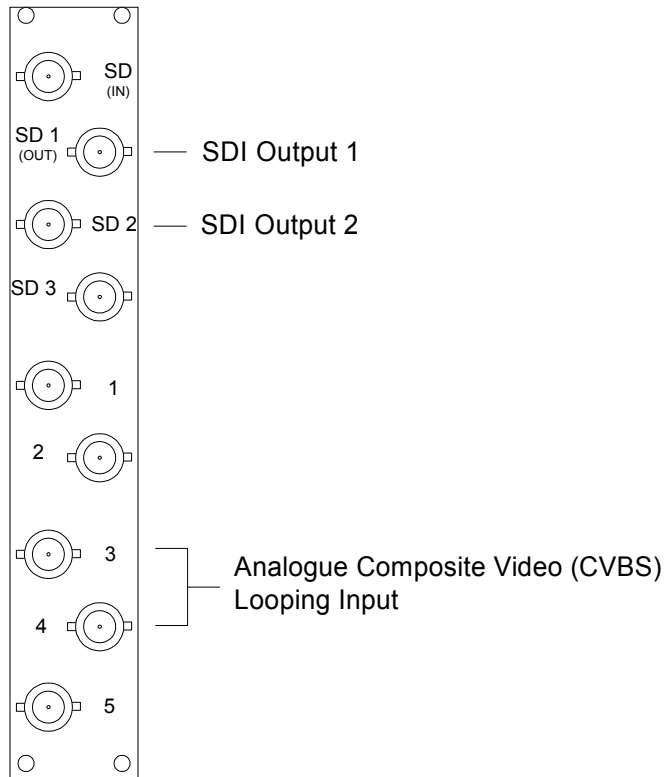 SD
(IN)
SD 1
(OUT)
SDI Output 1
SD 2
SDI Output 2
SD 3
1
2
3
Analogue Composite Video (CVBS)
Looping Input
4
5